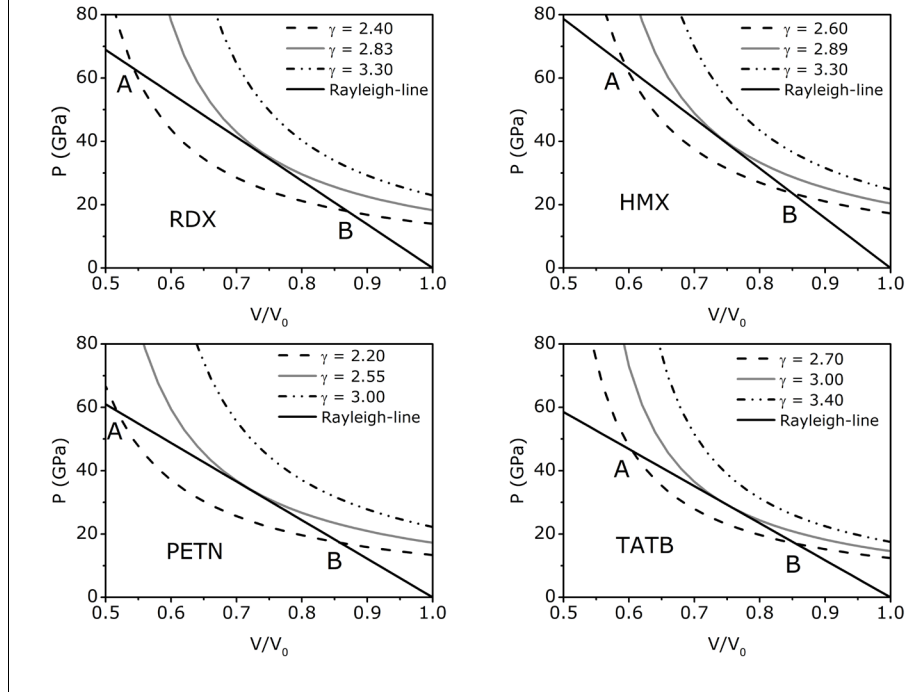 80
60
40
20
0
P (GPa)
γ = 2.40
γ = 2.83
γ = 3.30
Rayleigh-line
A
B
RDX
0.5 0.6 0.7 0.8 0.9 1.0
V/V₀
80
60
40
20
0
P (GPa)
γ = 2.60
γ = 2.89
γ = 3.30
Rayleigh-line
A
B
HMX
0.5 0.6 0.7 0.8 0.9 1.0
V/V₀
80
60
40
20
0
P (GPa)
γ = 2.20
γ = 2.55
γ = 3.00
Rayleigh-line
A
B
PETN
0.5 0.6 0.7 0.8 0.9 1.0
V/V₀
80
60
40
20
0
P (GPa)
γ = 2.70
γ = 3.00
γ = 3.40
Rayleigh-line
A
B
TATB
0.5 0.6 0.7 0.8 0.9 1.0
V/V₀